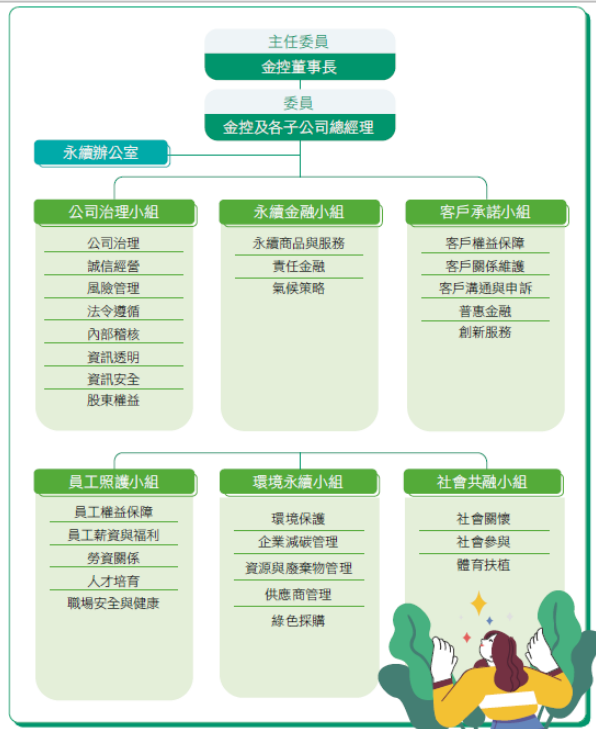 主任委員
金控董事長
委員
金控及各子公司總經理
永續辦公室
公司治理小組
公司治理
誠信經營
風險管理
法令遵循
內部稽核
資訊透明
資訊安全
股東權益
永續金融小組
永續商品與服務
責任金融
氣候策略
客戶承諾小組
客戶權益保障
客戶關係維護
客戶溝通與申訴
普惠金融
創新服務
員工照護小組
員工權益保障
員工薪資與福利
勞資關係
人才培育
職場安全與健康
環境永續小組
環境保護
企業減碳管理
資源與廢棄物管理
供應商管理
綠色採購
社會共融小組
社會關懷
社會參與
體育扶植